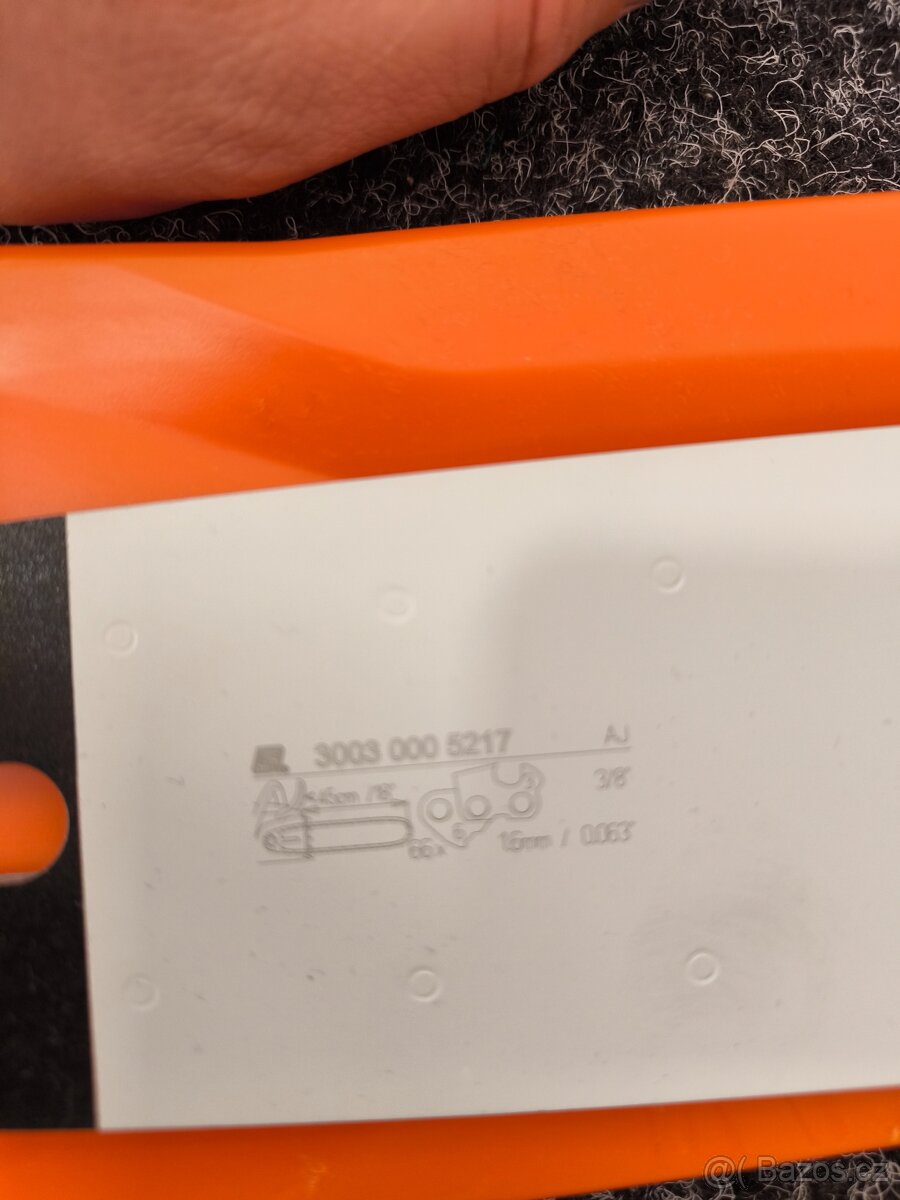 3003 000 5217 AJ
45cm / 18" 3/8"
66x 1,6mm / 0.063"
@( Bazos.cz